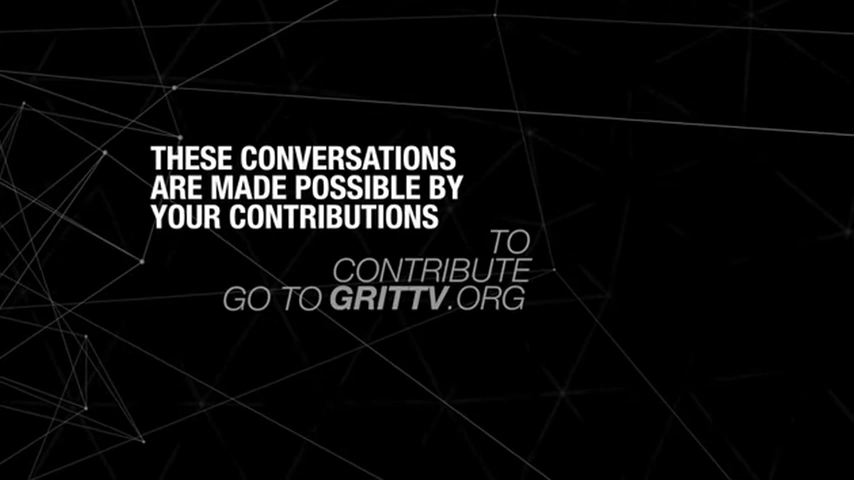 THESE CONVERSATIONS
ARE MADE POSSIBLE BY
YOUR CONTRIBUTIONS
TO
CONTRIBUTE
GO TO GRITTV.ORG